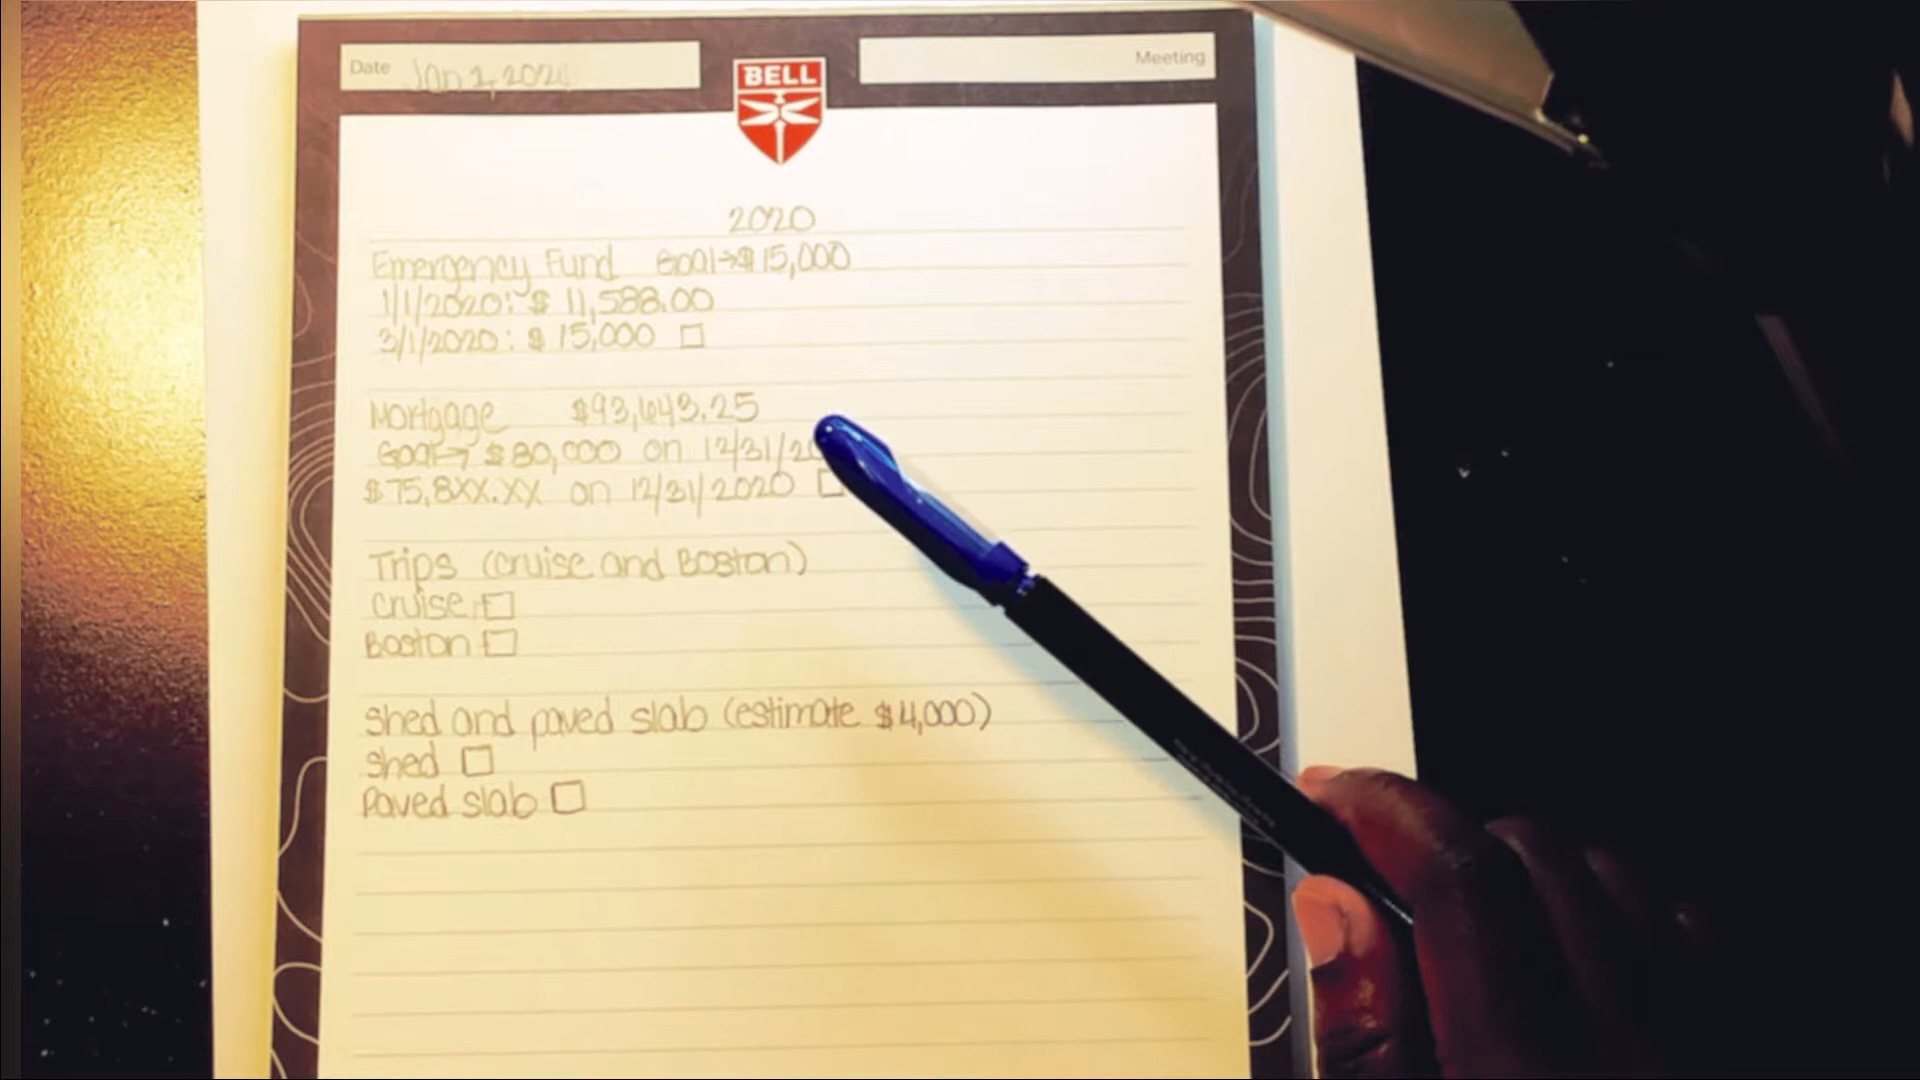 Date Jan 2, 2020
BELL
Meeting
2020
Emergency Fund Goal→$15,000
1/1/2020: $ 11,588.00
3/1/2020: $ 15,000 □
Mortgage $93,643.25
Goal→ $80,000 on 12/31/20
$75,8XX.XX on 12/31/2020 □
Trips (Cruise and Boston)
Cruise □
Boston □
Shed and paved slab (estimate $4,000)
Shed □
Paved slab □